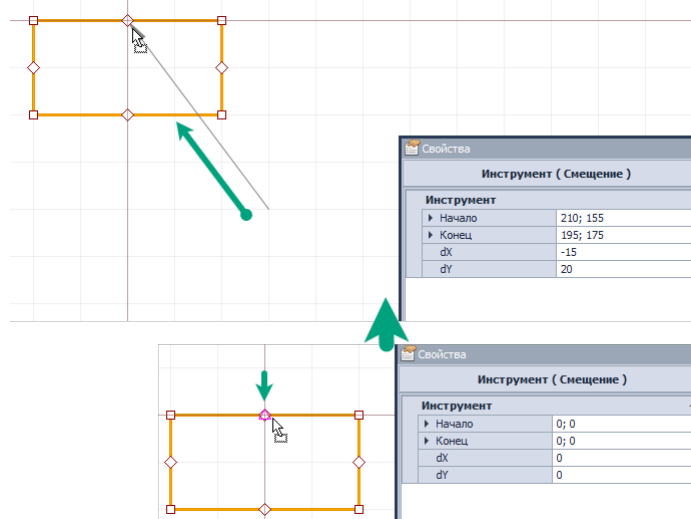 Свойства
Инструмент ( Смещение )
Инструмент
Начало 210; 155
Конец 195; 175
dX -15
dY 20
Свойства
Инструмент ( Смещение )
Инструмент
Начало 0; 0
Конец 0; 0
dX 0
dY 0